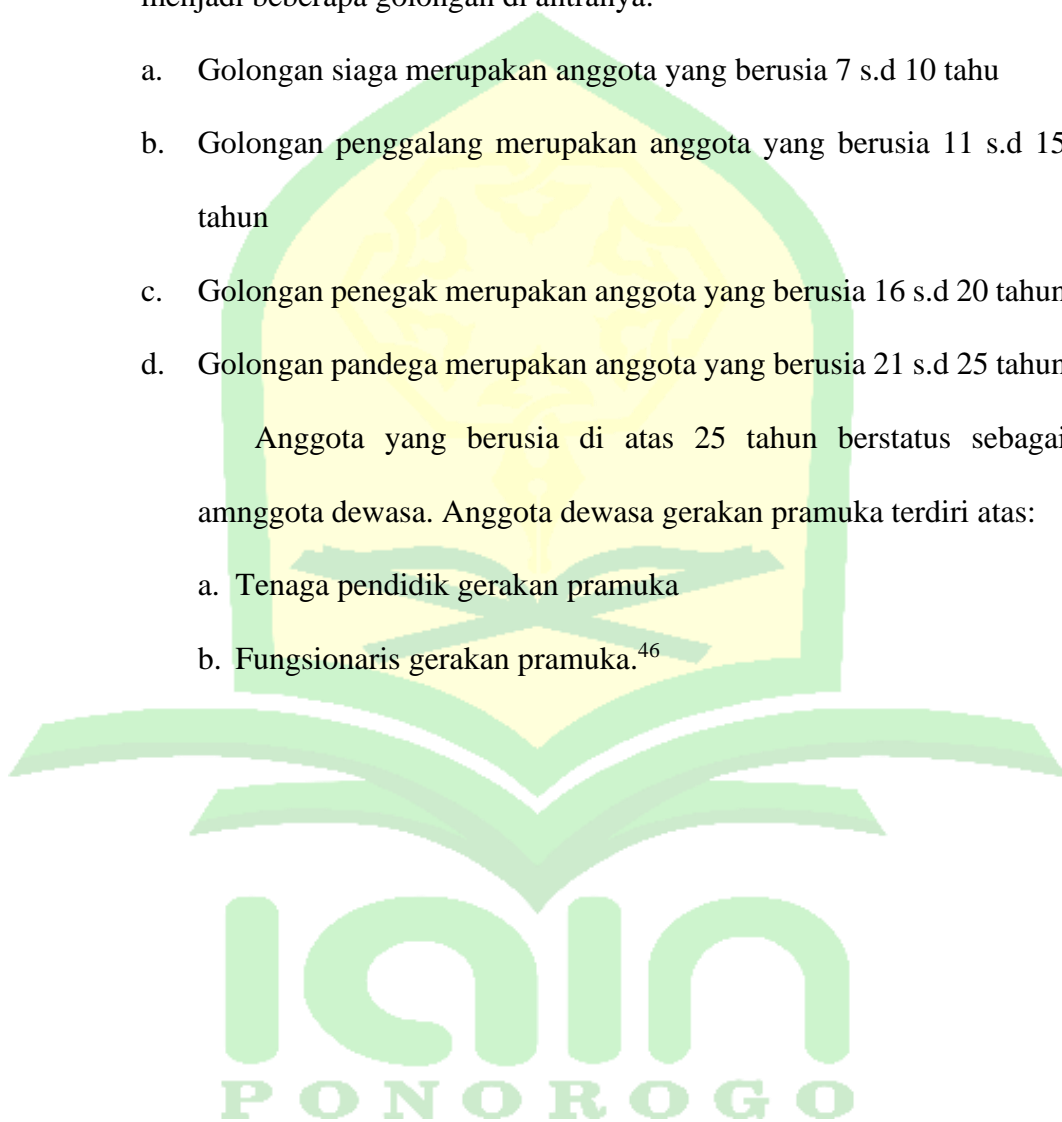 menjadi beberapa golongan di antranya:
a. Golongan siaga merupakan anggota yang berusia 7 s.d 10 tahu
b. Golongan penggalang merupakan anggota yang berusia 11 s.d 15
tahun
c. Golongan penegak merupakan anggota yang berusia 16 s.d 20 tahun
d. Golongan pandega merupakan anggota yang berusia 21 s.d 25 tahun
Anggota yang berusia di atas 25 tahun berstatus sebagai
amnggota dewasa. Anggota dewasa gerakan pramuka terdiri atas:
a. Tenaga pendidik gerakan pramuka
b. Fungsionaris gerakan pramuka.46
iain
PONOROGO